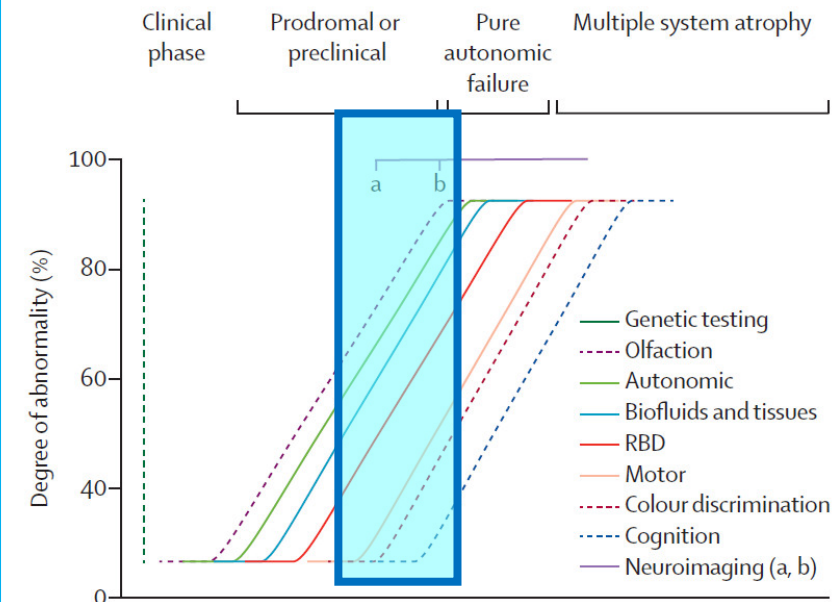 Clinical
phase
Prodromal or
preclinical
Pure
autonomic
failure
Multiple system atrophy
100
80
60
40
0
Degree of abnormality (%)
a
b
Genetic testing
Olfaction
Autonomic
Biofluids and tissues
RBD
Motor
Colour discrimination
Cognition
Neuroimaging (a, b)